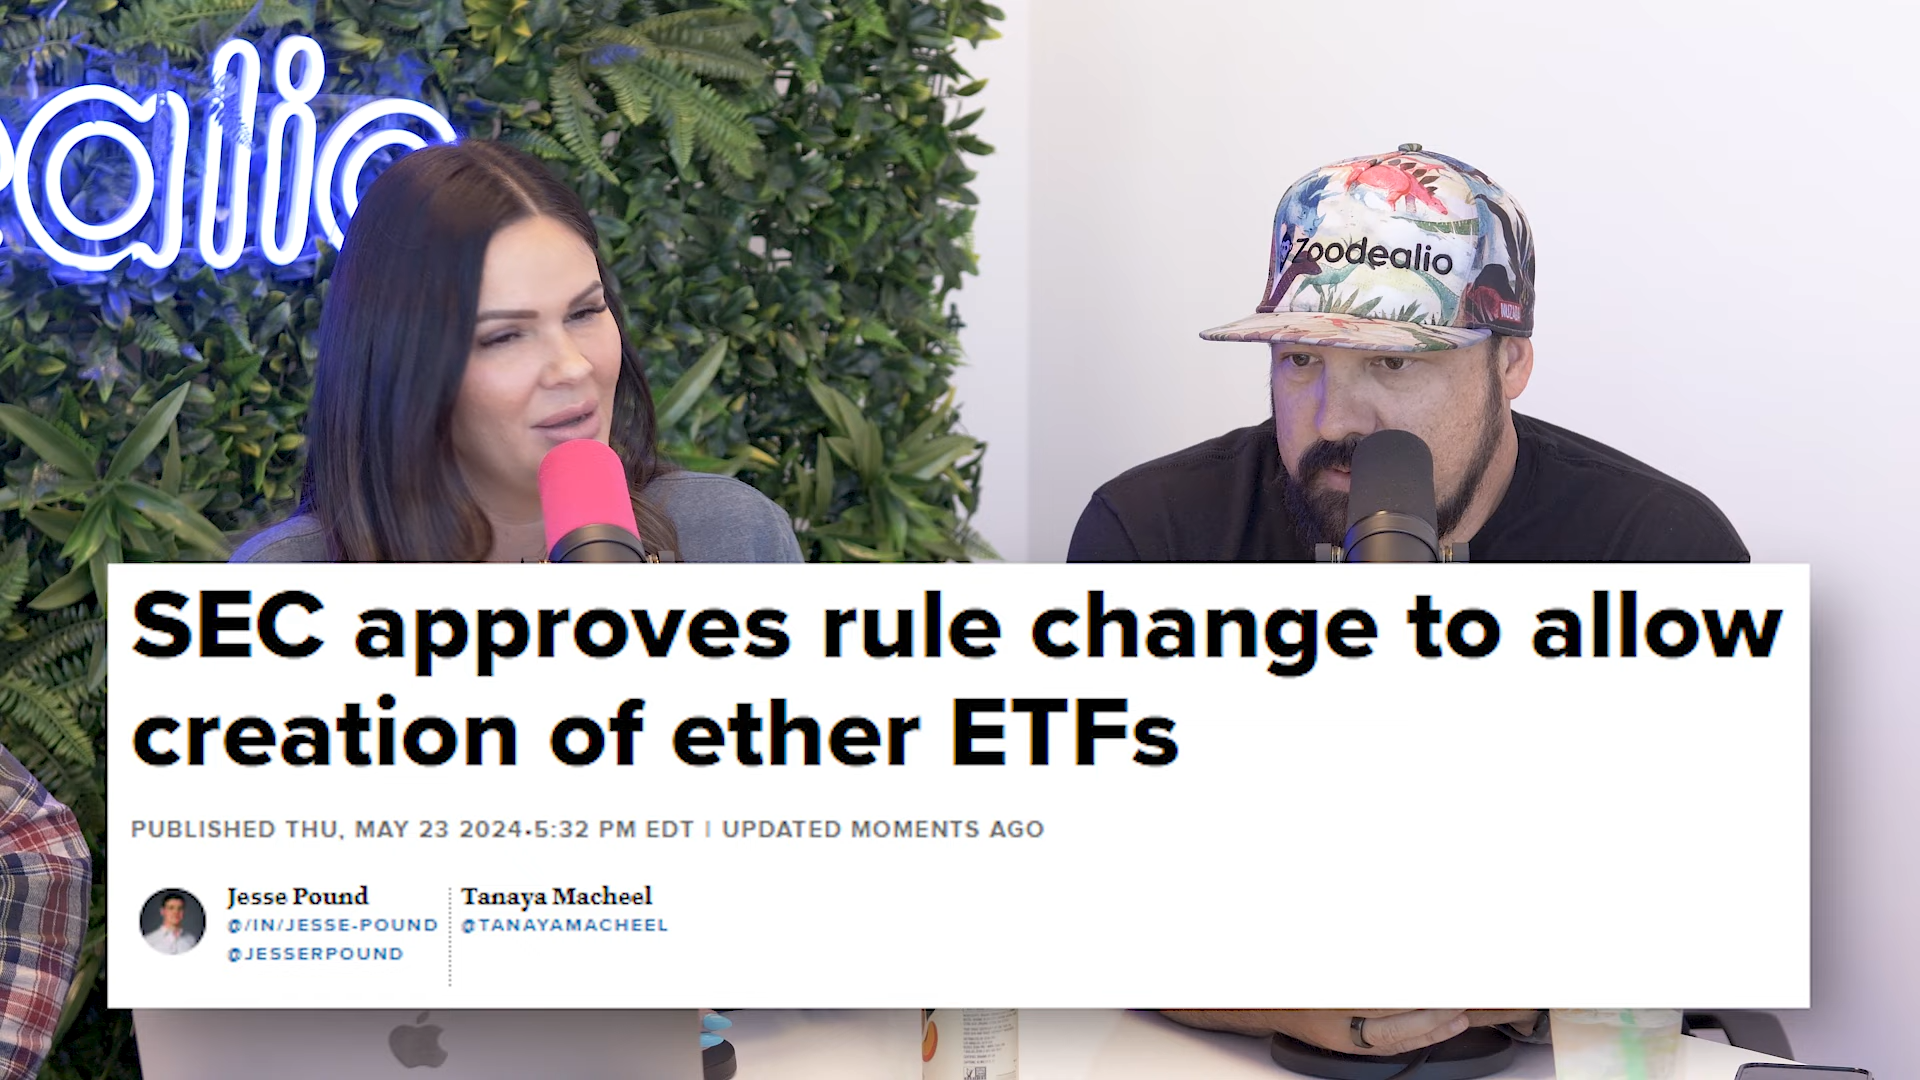 alio
Zoodealio
SEC approves rule change to allow
creation of ether ETFs
PUBLISHED THU, MAY 23 2024•5:32 PM EDT | UPDATED MOMENTS AGO
Jesse Pound
@/IN/JESSE-POUND
@JESSERPOUND
Tanaya Macheel
@TANAYAMACHEEL